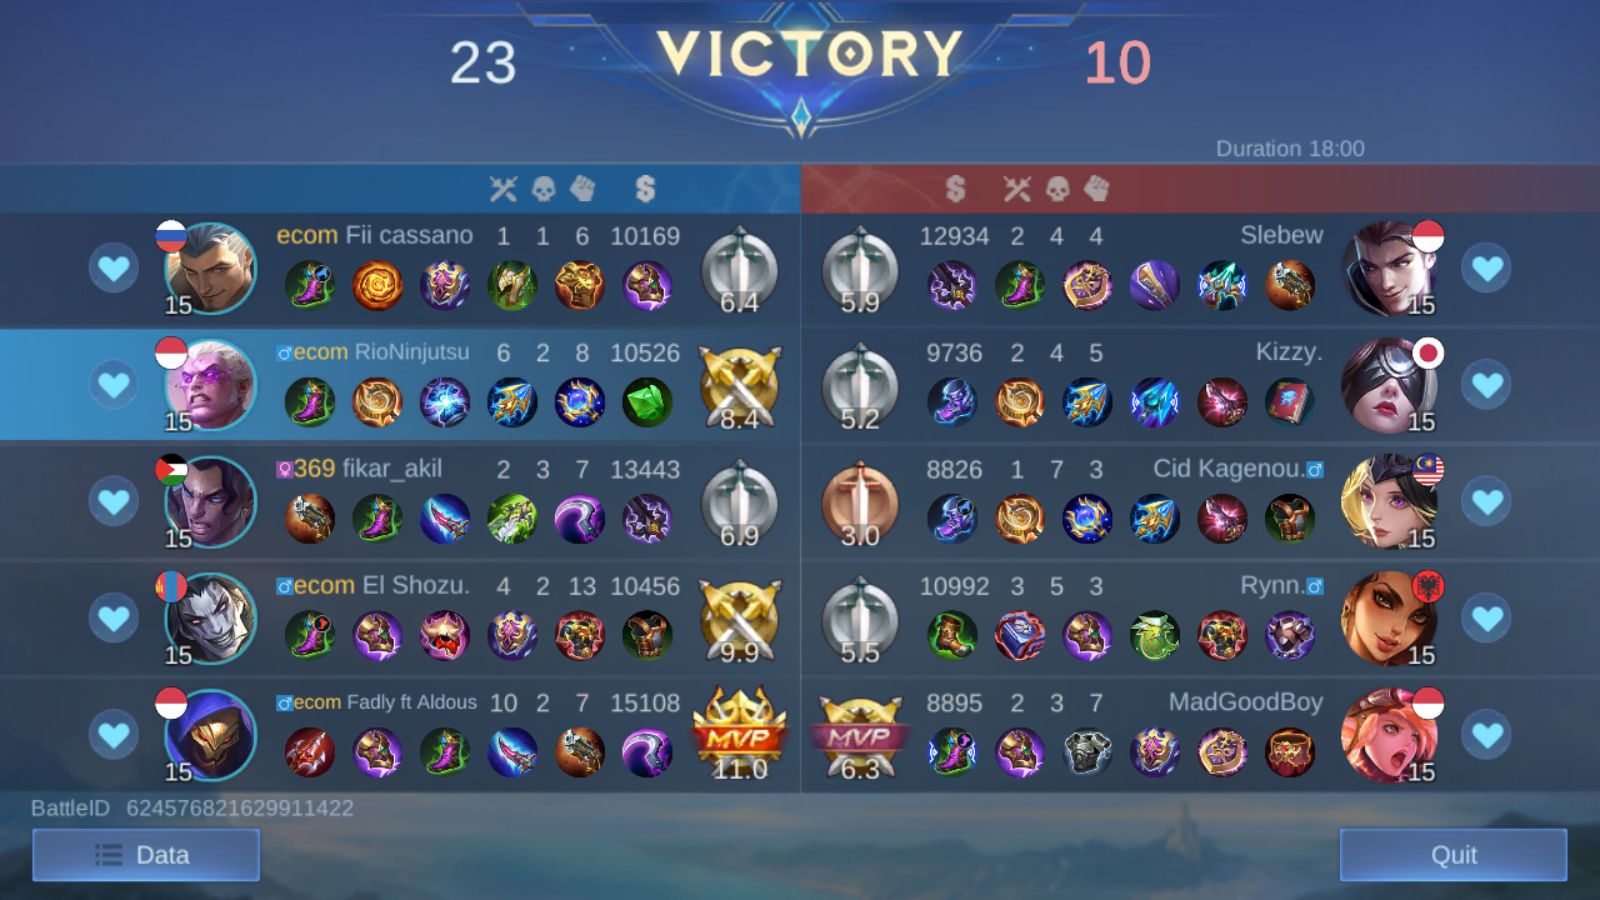 23 VICTORY 10
Duration 18:00
ecom Fii cassano 1 1 6 10169
15 6.4
5.9 12934 2 4 4 Slebew
15
ecom RioNinjutsu 6 2 8 10526
15 8.4
5.2 9736 2 4 5 Kizzy.
15
369 fikar_akil 2 3 7 13443
15 6.9
3.0 8826 1 7 3 Cid Kagenou.
15
ecom El Shozu. 4 2 13 10456
15 9.9
5.5 10992 3 5 3 Rynn.
15
ecom Fadly ft Aldous 10 2 7 15108
15 MVP 11.0
MVP 6.3 8895 2 3 7 MadGoodBoy
15
BattleID 624576821629911422
Data
Quit